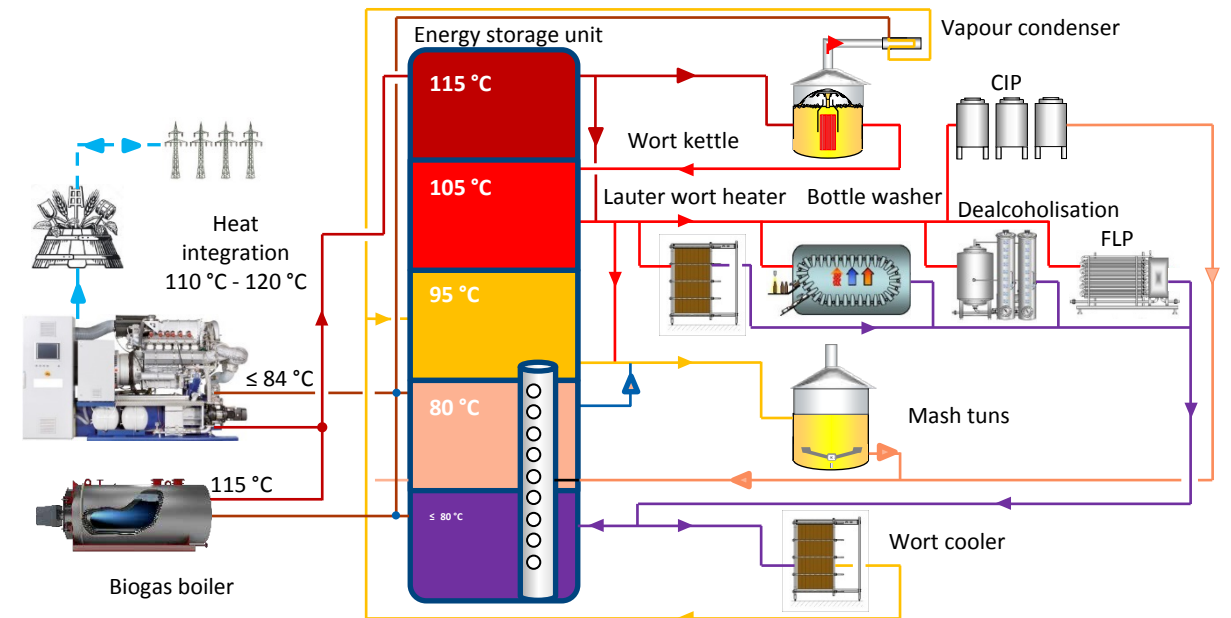 Energy storage unit
Vapour condenser
115 °C
CIP
Wort kettle
105 °C
Lauter wort heater
Bottle washer
Dealcoholisation
FLP
Heat
integration
110 °C - 120 °C
95 °C
≤ 84 °C
80 °C
Mash tuns
115 °C
≤ 80 °C
Wort cooler
Biogas boiler